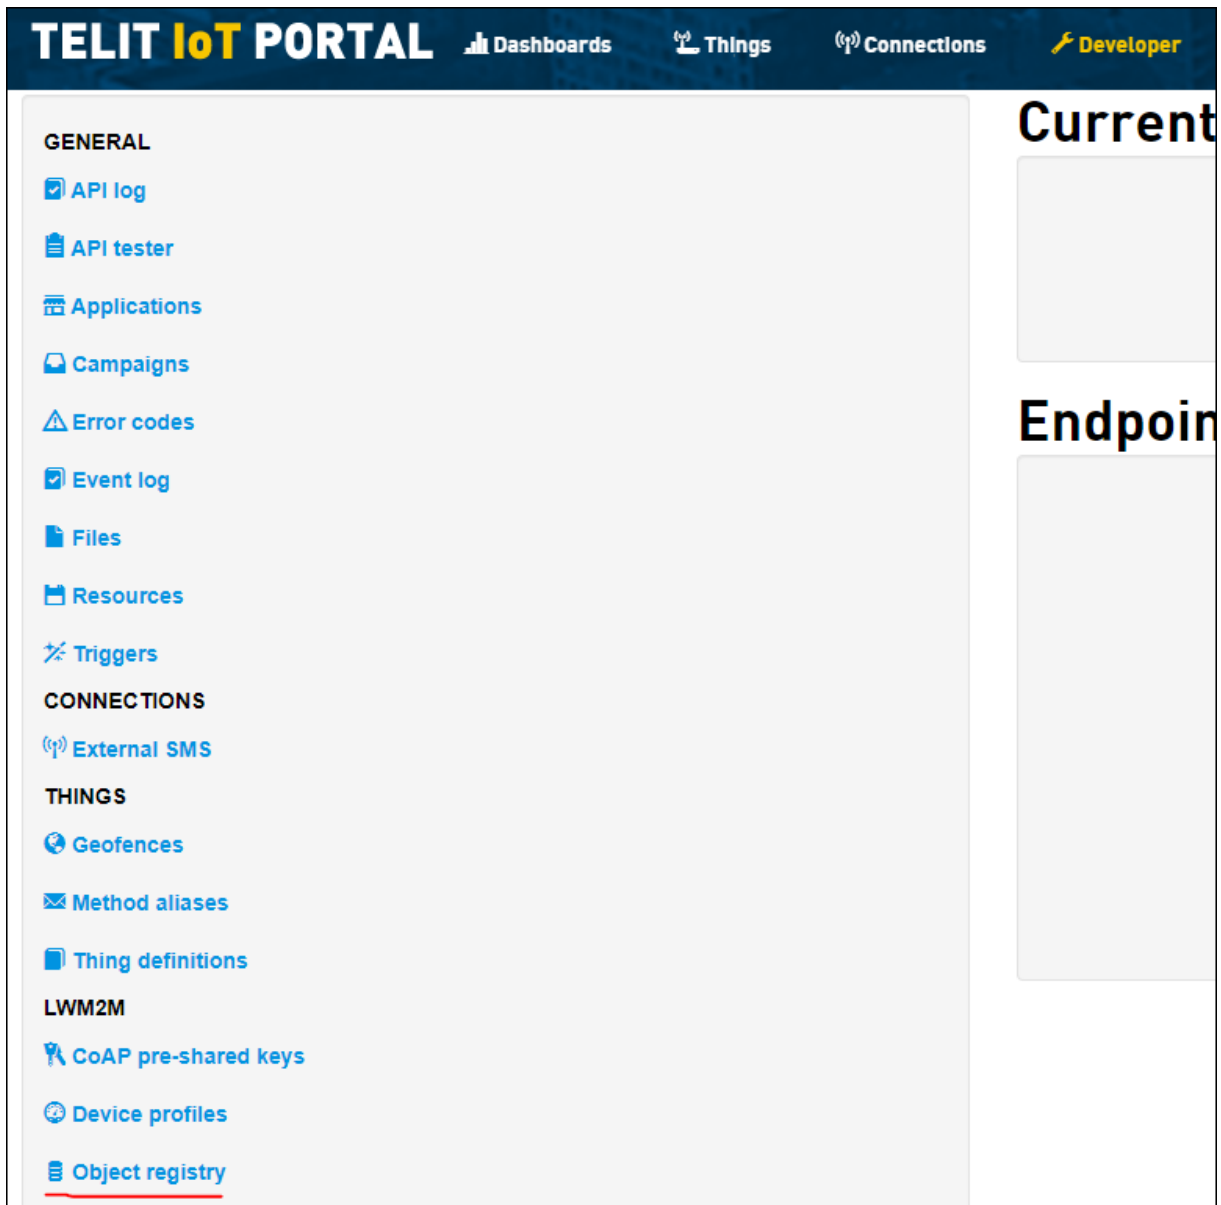 TELIT IoT PORTAL Dashboards Things Connections Developer
GENERAL
API log
API tester
Applications
Campaigns
Error codes
Event log
Files
Resources
Triggers
CONNECTIONS
External SMS
THINGS
Geofences
Method aliases
Thing definitions
LWM2M
CoAP pre-shared keys
Device profiles
Object registry
Current
Endpoin